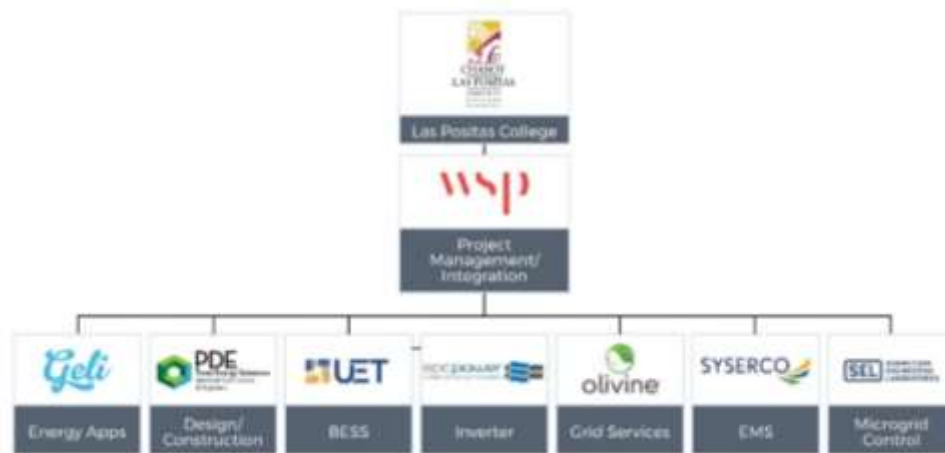 CHABOT
LAS POSITAS
Las Positas College
wsp
Project
Management/
Integration
Geli
PDE
UET
epcpower
olivine
SYSERCO
SEL
Energy Apps
Design/
Construction
BESS
Inverter
Grid Services
EMS
Microgrid
Control